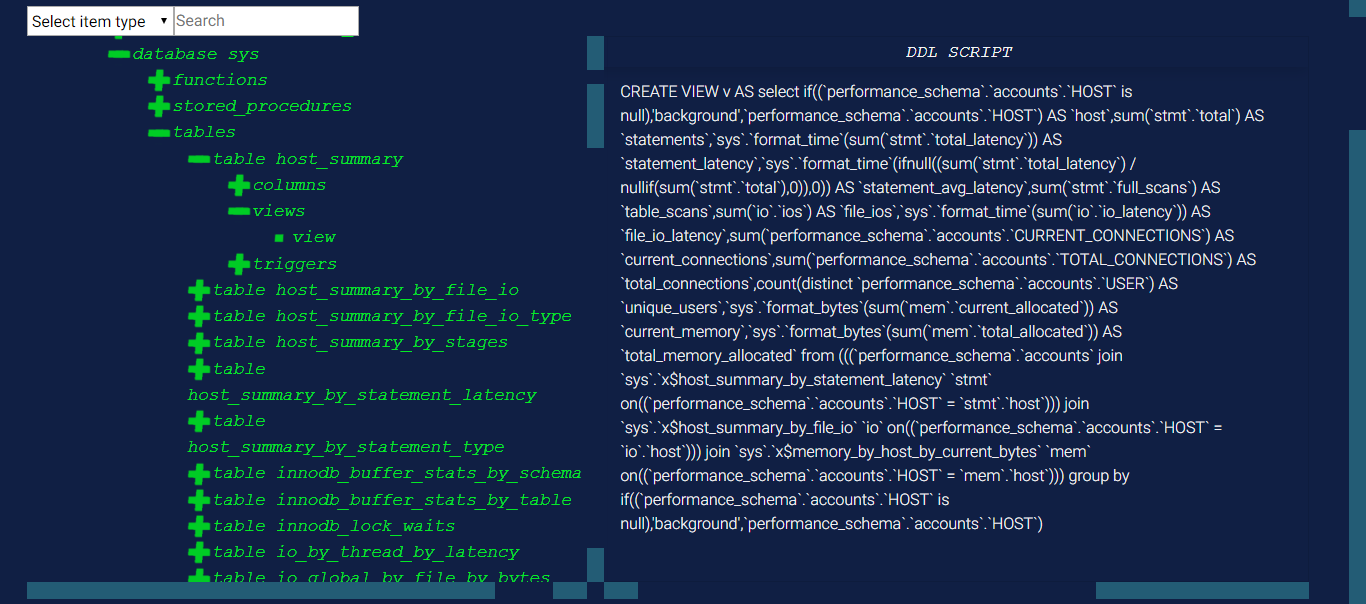 Select item type
Search
database sys
functions
stored_procedures
tables
table host_summary
columns
views
view
triggers
table host_summary_by_file_io
table host_summary_by_file_io_type
table host_summary_by_stages
table
host_summary_by_statement_latency
table
host_summary_by_statement_type
table innodb_buffer_stats_by_schema
table innodb_buffer_stats_by_table
table innodb_lock_waits
table io_by_thread_by_latency
table io_global_by_file_by_bytes
DDL SCRIPT
CREATE VIEW v AS select if((`performance_schema`.`accounts`.`HOST` is
null),'background',`performance_schema`.`accounts`.`HOST`) AS `host`,sum(`stmt`.`total`) AS
`statements`,`sys`.`format_time`(sum(`stmt`.`total_latency`)) AS
`statement_latency`,`sys`.`format_time`(ifnull((sum(`stmt`.`total_latency`) /
nullif(sum(`stmt`.`total`),0)),0)) AS `statement_avg_latency`,sum(`stmt`.`full_scans`) AS
`table_scans`,sum(`io`.`ios`) AS `file_ios`,`sys`.`format_time`(sum(`io`.`io_latency`)) AS
`file_io_latency`,sum(`performance_schema`.`accounts`.`CURRENT_CONNECTIONS`) AS
`current_connections`,sum(`performance_schema`.`accounts`.`TOTAL_CONNECTIONS`) AS
`total_connections`,count(distinct `performance_schema`.`accounts`.`USER`) AS
`unique_users`,`sys`.`format_bytes`(sum(`mem`.`current_allocated`)) AS
`current_memory`,`sys`.`format_bytes`(sum(`mem`.`total_allocated`)) AS
`total_memory_allocated` from (((`performance_schema`.`accounts` join
`sys`.`x$host_summary_by_statement_latency` `stmt`
on((`performance_schema`.`accounts`.`HOST` = `stmt`.`host`))) join
`sys`.`x$host_summary_by_file_io` `io` on((`performance_schema`.`accounts`.`HOST` =
`io`.`host`))) join `sys`.`x$memory_by_host_by_current_bytes` `mem`
on((`performance_schema`.`accounts`.`HOST` = `mem`.`host`))) group by
if((`performance_schema`.`accounts`.`HOST` is
null),'background',`performance_schema`.`accounts`.`HOST`)